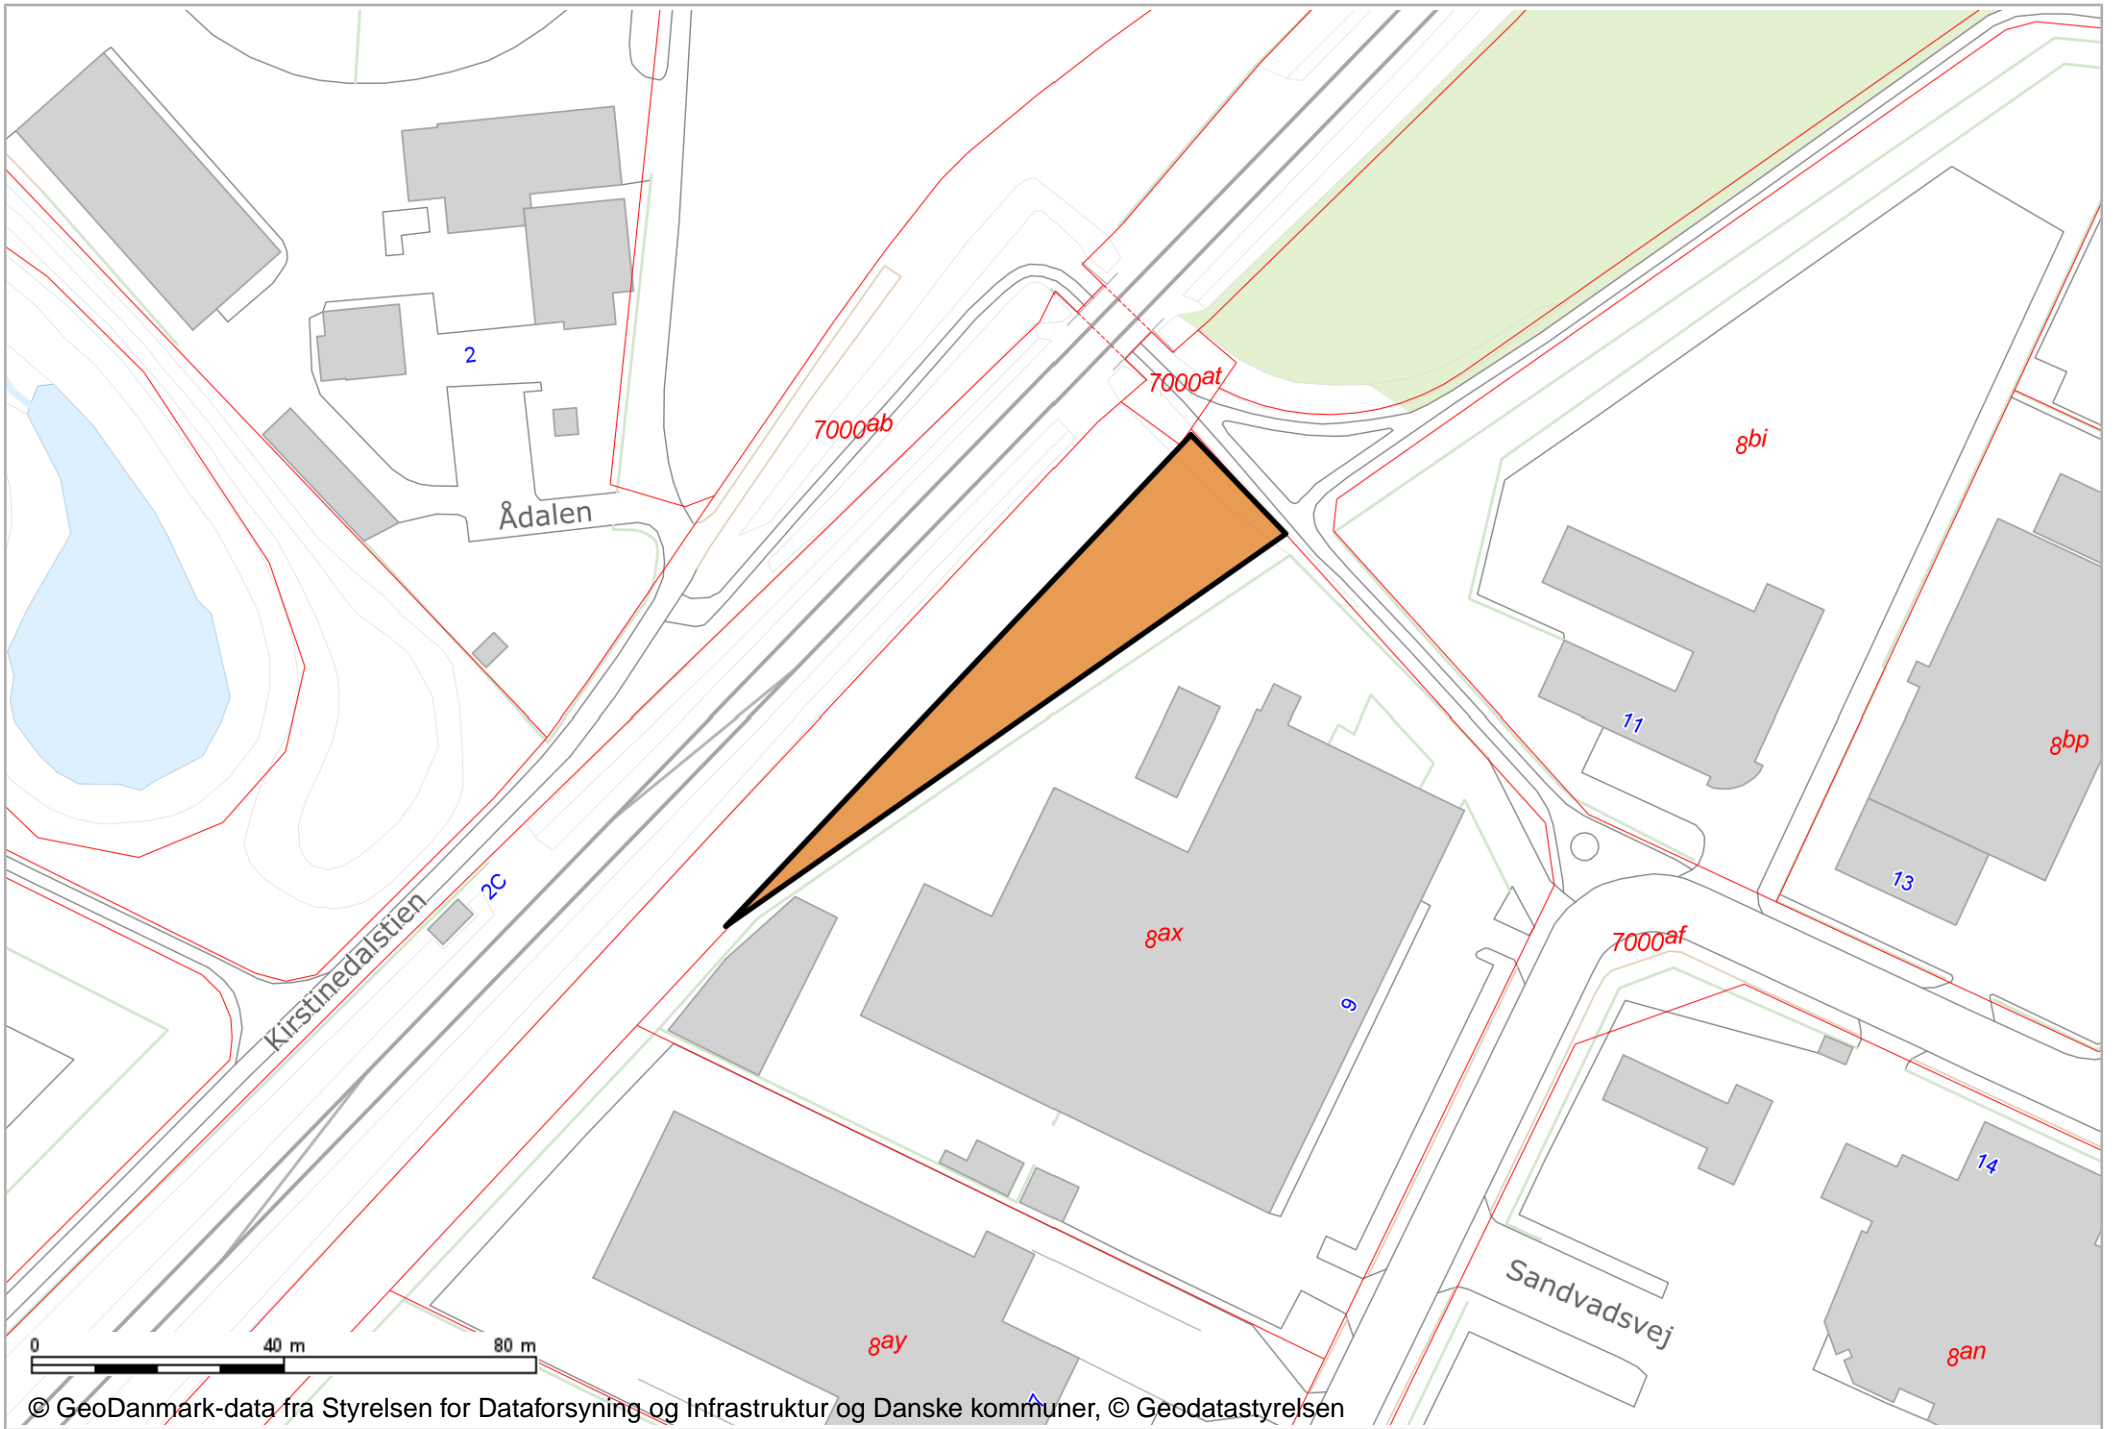 2
7000at
7000ab
8bi
Ådalen
11
8bp
2C
13
8ax
7000af
Kirstinedalstien
9
14
Sandvadsvej
8ay
8an
0 40 m 80 m
7
© GeoDanmark-data fra Styrelsen for Dataforsyning og Infrastruktur og Danske kommuner, © Geodatastyrelsen